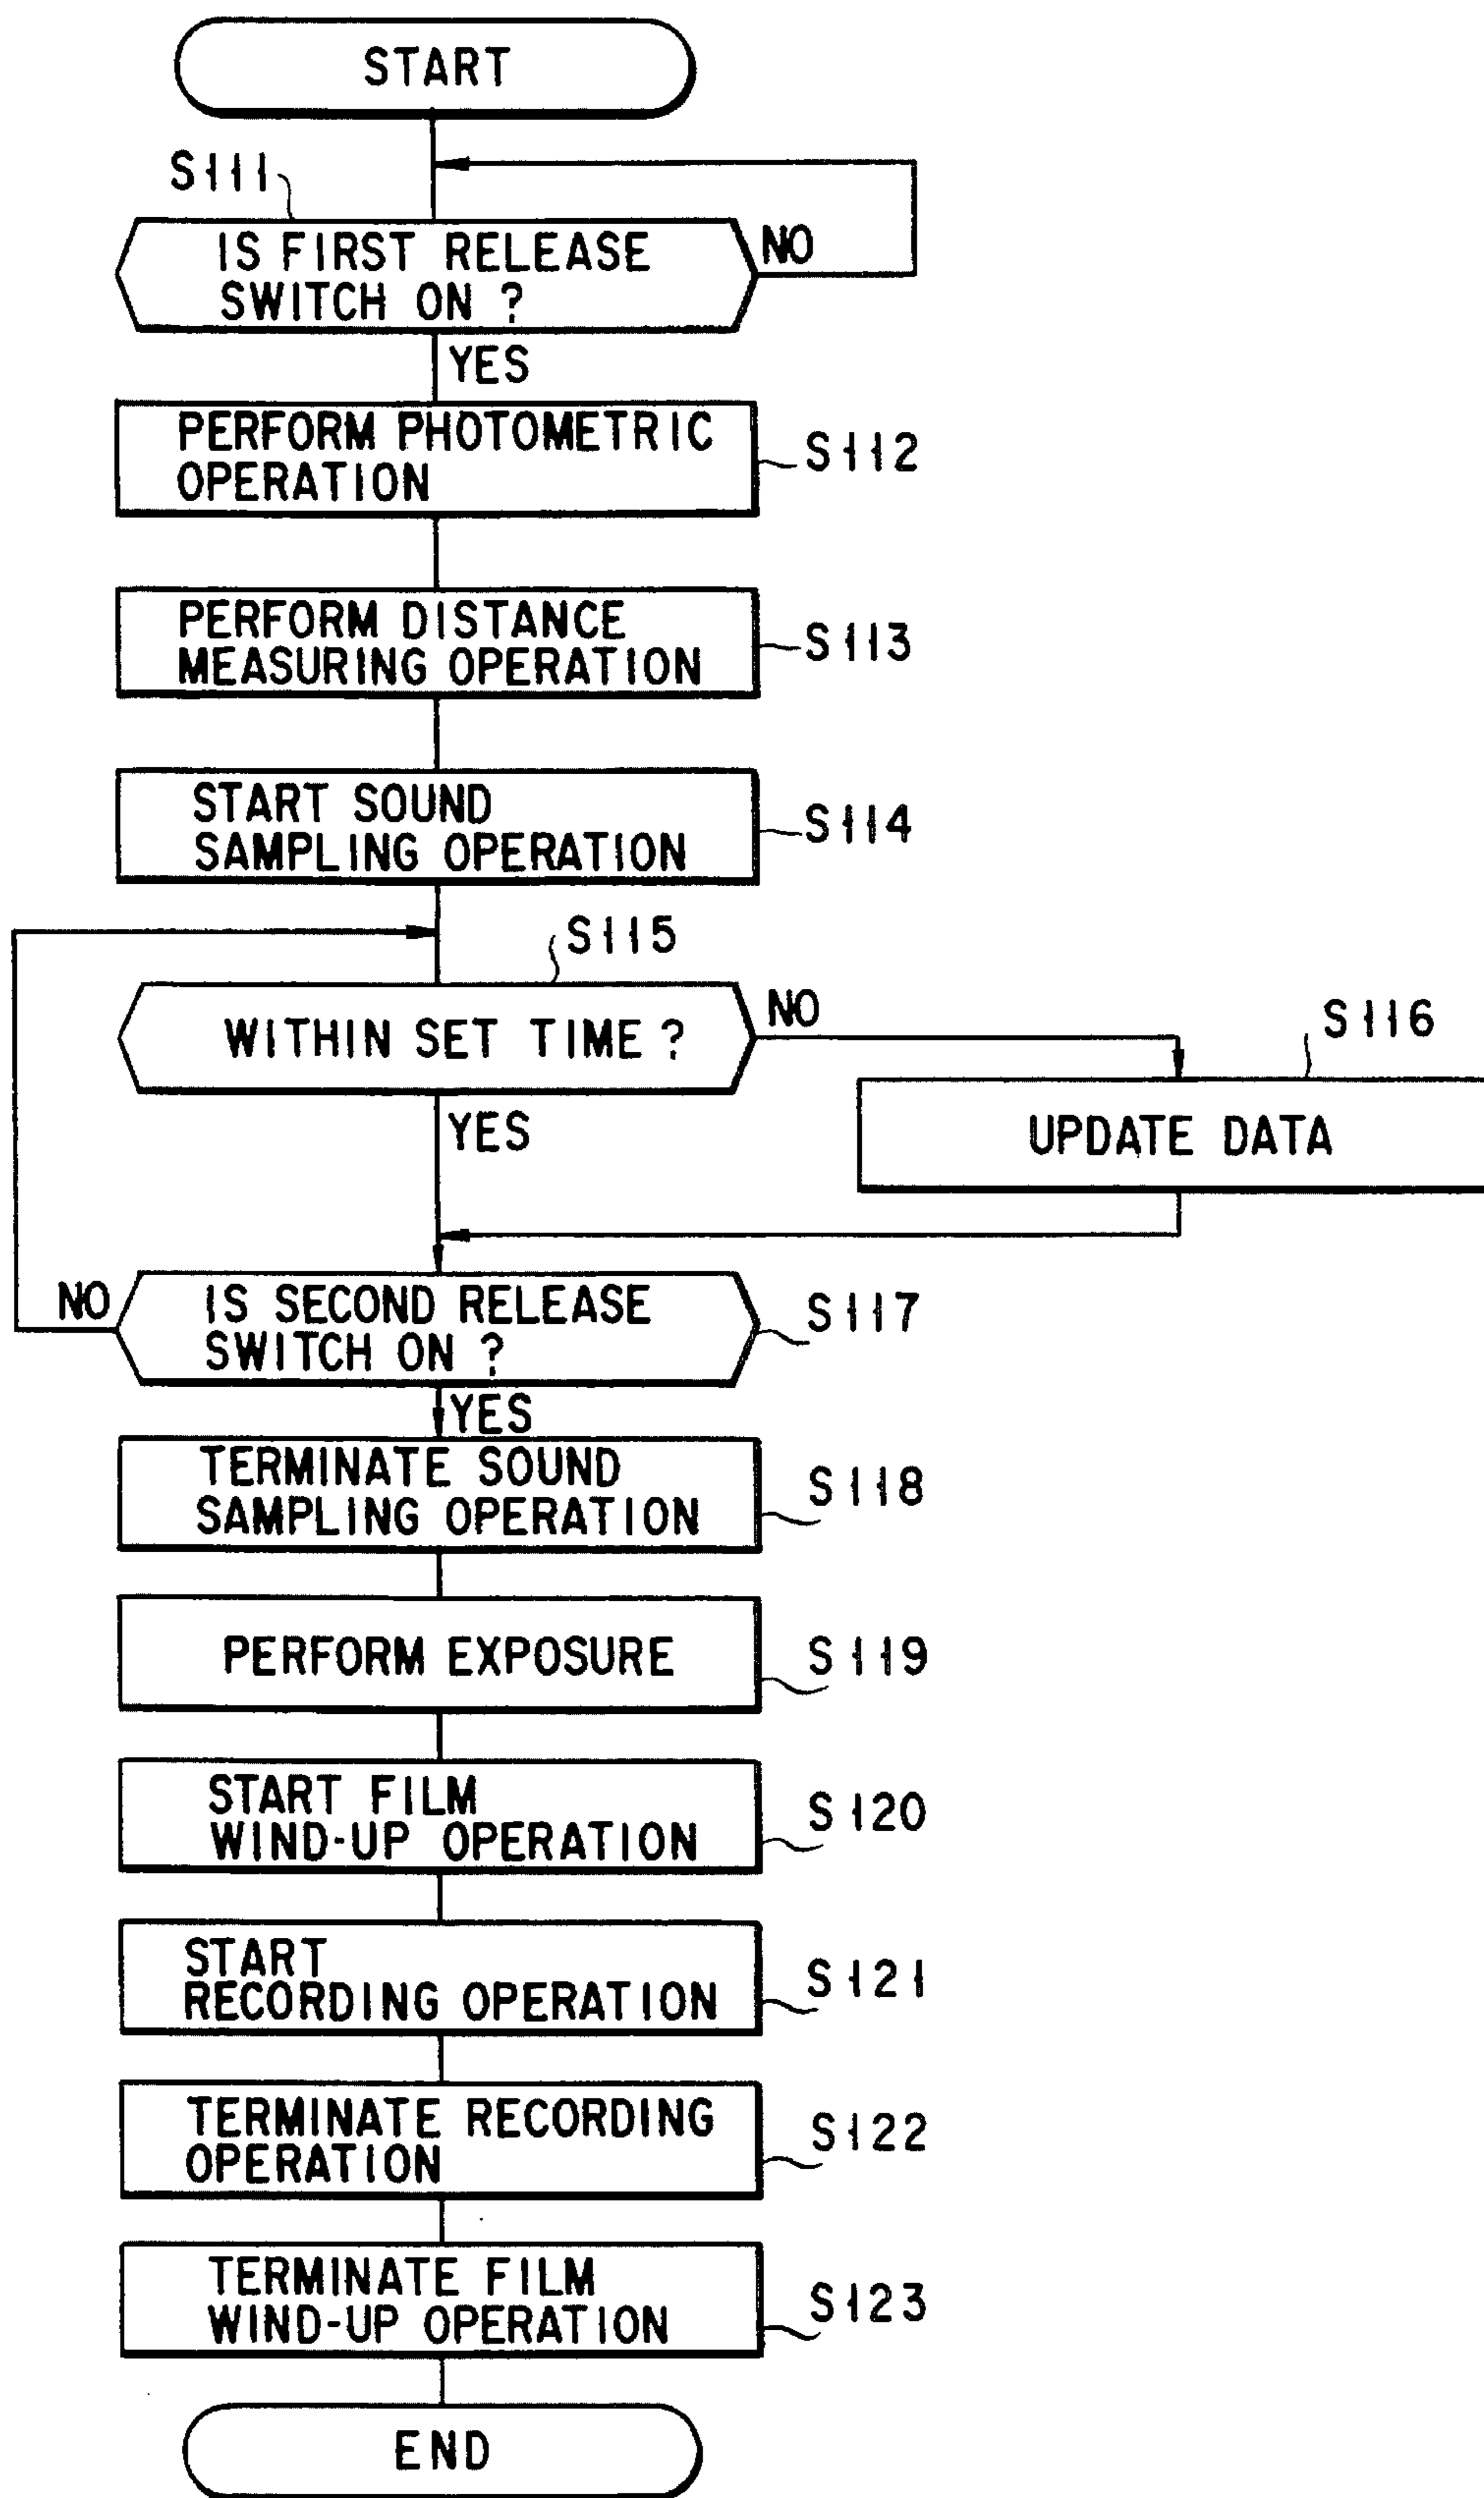 START
S111
IS FIRST RELEASE
SWITCH ON ?
NO
YES
PERFORM PHOTOMETRIC
OPERATION
S112
PERFORM DISTANCE
MEASURING OPERATION
S113
START SOUND
SAMPLING OPERATION
S114
S115
WITHIN SET TIME ?
NO
S116
YES
UPDATE DATA
NO
IS SECOND RELEASE
SWITCH ON ?
S117
YES
TERMINATE SOUND
SAMPLING OPERATION
S118
PERFORM EXPOSURE
S119
START FILM
WIND-UP OPERATION
S120
START
RECORDING OPERATION
S121
TERMINATE RECORDING
OPERATION
S122
TERMINATE FILM
WIND-UP OPERATION
S123
END